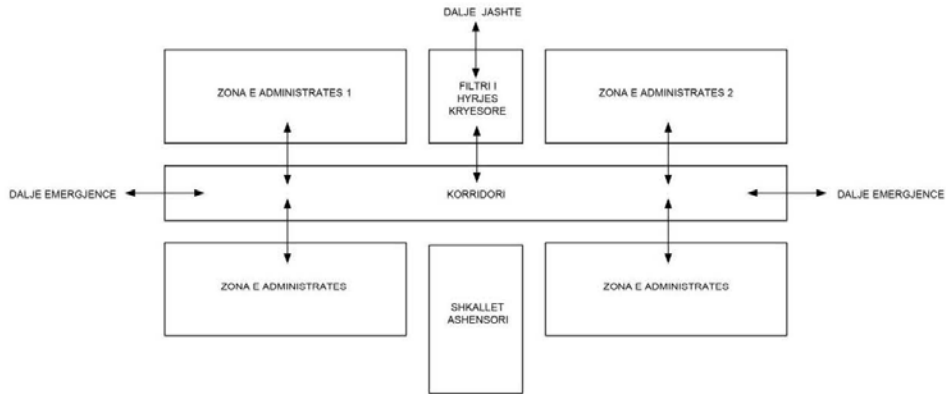 DALJE JASHTE
ZONA E ADMINISTRATES 1
FILTRI I
HYRJES
KRYESORE
ZONA E ADMINISTRATES 2
DALJE EMERGJENCE
KORRIDORI
DALJE EMERGJENCE
ZONA E ADMINISTRATES
SHKALLET
ASHENSORI
ZONA E ADMINISTRATES